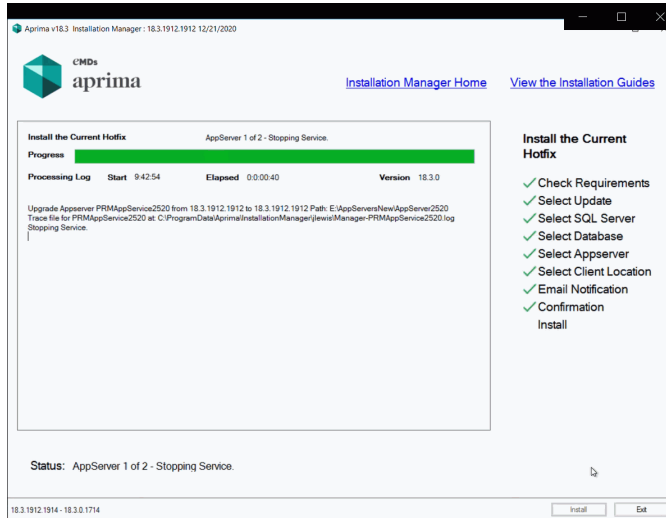 Aprima v18.3 Installation Manager : 18.3.1912.1912 12/21/2020
eMDs
aprima
Installation Manager Home
View the Installation Guides
Install the Current Hotfix
AppServer 1 of 2 - Stopping Service.
Progress
Processing Log Start 9:42:54 Elapsed 0:0:00:40 Version 18.3.0
Upgrade Appserver PRMAppService2520 from 18.3.1912.1912 to 18.3.1912.1912 Path: E:\AppServersNew\AppServer2520
Trace file for PRMAppService2520 at: C:\ProgramData\Aprima\InstallationManager\jlewis\Manager-PRMAppService2520.log
Stopping Service.
Install the Current
Hotfix
Check Requirements
Select Update
Select SQL Server
Select Database
Select Appserver
Select Client Location
Email Notification
Confirmation
Install
Status: AppServer 1 of 2 - Stopping Service.
18.3.1912.1914 - 18.3.0.1714
Install
Exit